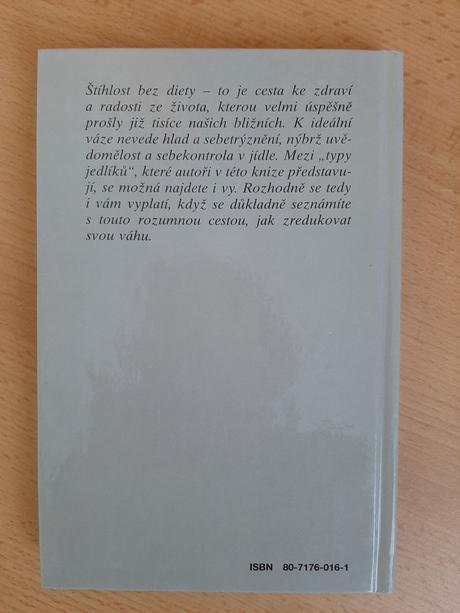 Štíhlost bez diety – to je cesta ke zdraví
a radosti ze života, kterou velmi úspěšně
prošly již tisíce našich bližních. K ideální
váze nevede hlad a sebetrýznění, nýbrž uvě-
domělost a sebekontrola v jídle. Mezi „typy
jedlíků“, které autoři v této knize představu-
jí, se možná najdete i vy. Rozhodně se tedy
i vám vyplatí, když se důkladně seznámíte
s touto rozumnou cestou, jak zredukovat
svou váhu.
ISBN 80-7176-016-1